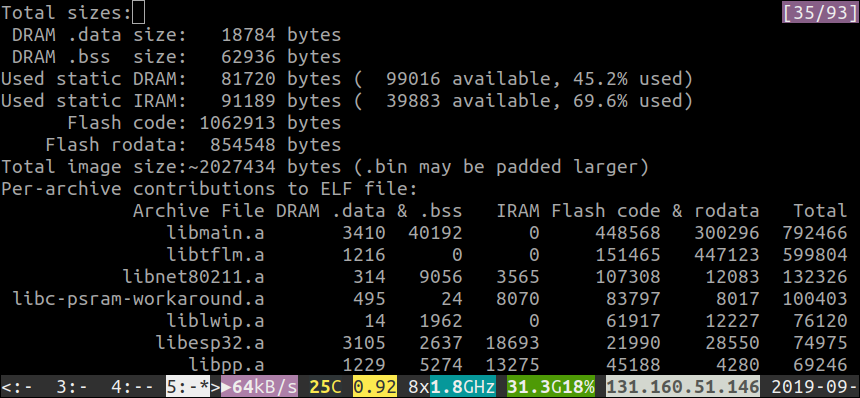 Total sizes: [35/93]
 DRAM .data size:   18784 bytes
 DRAM .bss  size:   62936 bytes
Used static DRAM:   81720 bytes (  99016 available, 45.2% used)
Used static IRAM:   91189 bytes (  39883 available, 69.6% used)
      Flash code: 1062913 bytes
    Flash rodata:  854548 bytes
Total image size:~2027434 bytes (.bin may be padded larger)
Per-archive contributions to ELF file:
            Archive File DRAM .data & .bss   IRAM Flash code & rodata   Total
               libmain.a       3410  40192      0     448568   300296  792466
               libtflm.a       1216      0      0     151465   447123  599804
           libnet80211.a        314   9056   3565     107308    12083  132326
 libc-psram-workaround.a        495     24   8070      83797     8017  100403
               liblwip.a         14   1962      0      61917    12227   76120
              libesp32.a       3105   2637  18693      21990    28550   74975
                 libpp.a       1229   5274  13275      45188     4280   69246
<:-  3:-  4:-- 5:-*>▶64kB/s 25C 0.92 8x1.8GHz 31.3G18% 131.160.51.146 2019-09-